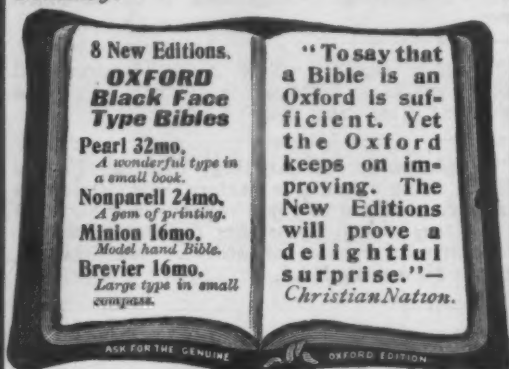 8 New Editions.
OXFORD
Black Face
Type Bibles
Pearl 32mo.
A wonderful type in
a small book.
Nonpareil 24mo.
A gem of printing.
Minion 16mo.
Model hand Bible.
Brevier 16mo.
Large type in small
compass.
"To say that
a Bible is an
Oxford is suf-
ficient. Yet
the Oxford
keeps on im-
proving. The
New Editions
will prove a
delightful
surprise."—
Christian Nation.
ASK FOR THE GENUINE
OXFORD EDITION